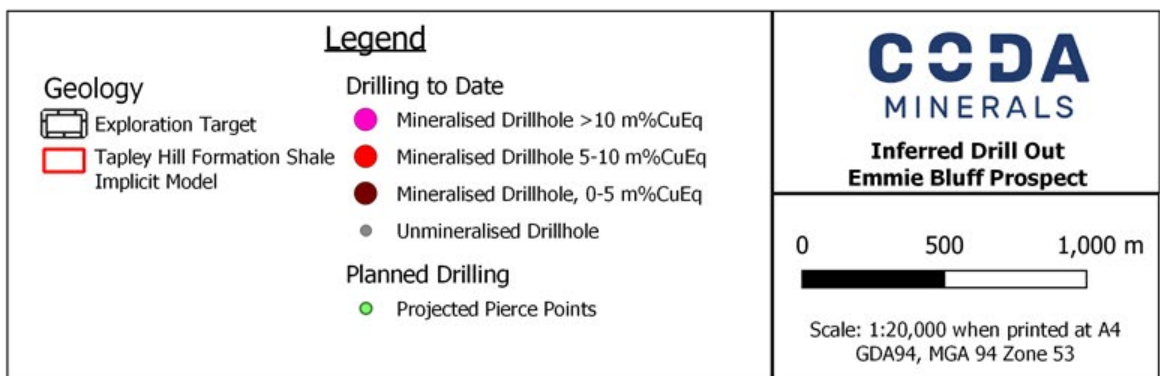 Legend
Geology
Exploration Target
Tapley Hill Formation Shale
Implicit Model
Drilling to Date
Mineralised Drillhole >10 m%CuEq
Mineralised Drillhole 5-10 m%CuEq
Mineralised Drillhole, 0-5 m%CuEq
Unmineralised Drillhole
Planned Drilling
Projected Pierce Points
CODA
MINERALS
Inferred Drill Out
Emmie Bluff Prospect
0 500 1,000 m
Scale: 1:20,000 when printed at A4
GDA94, MGA 94 Zone 53